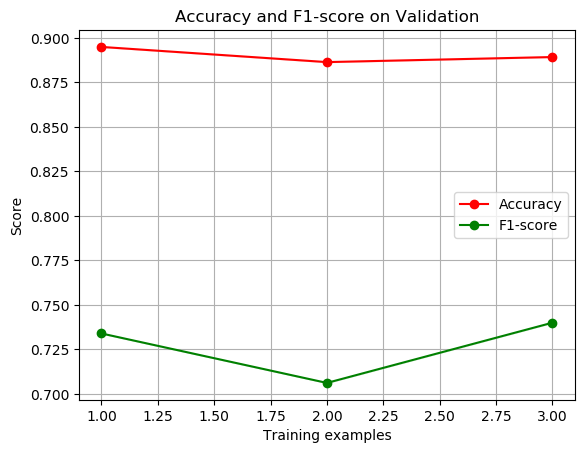 Accuracy and F1-score on Validation
0.900
0.875
0.850
0.825
0.800
0.775
0.750
0.725
0.700
Score
Accuracy
F1-score
1.00 1.25 1.50 1.75 2.00 2.25 2.50 2.75 3.00
Training examples